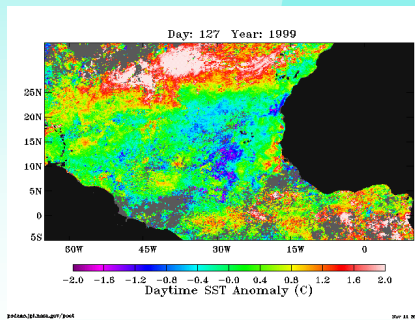 Day: 127 Year: 1999
25N
20N
15N
10N
5N
0
5S
60W 45W 30W 15W 0
-2.0 -1.6 -1.2 -0.8 -0.4 -0.0 0.4 0.8 1.2 1.6 2.0
Daytime SST Anomaly (C)
podaac.jpl.nasa.gov/poet